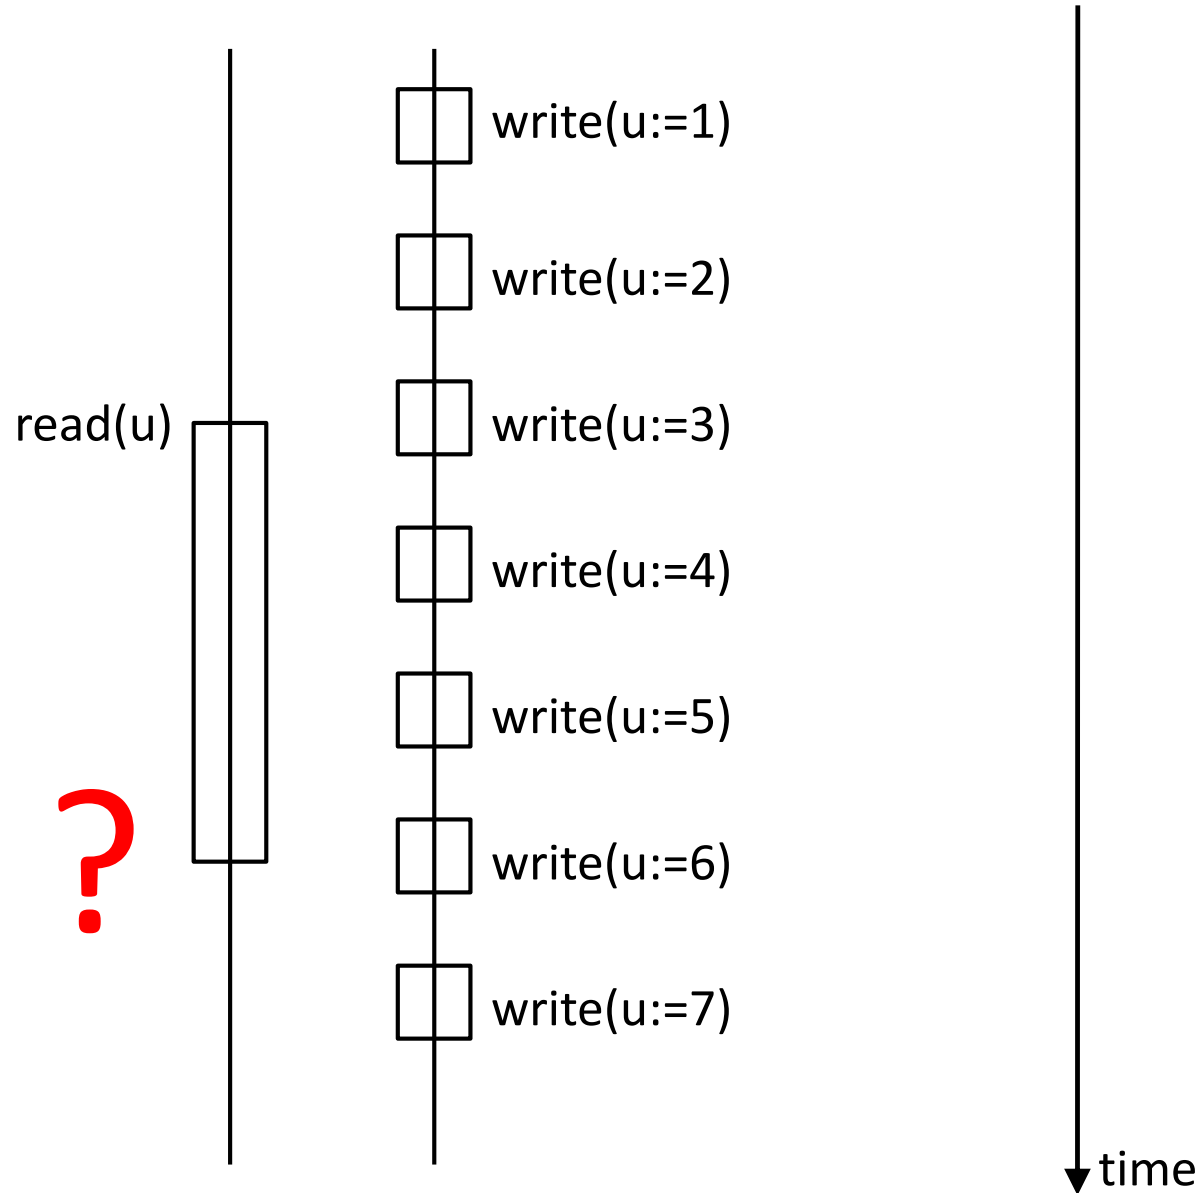 write(u:=1)
write(u:=2)
read(u)
write(u:=3)
write(u:=4)
write(u:=5)
?
write(u:=6)
write(u:=7)
time